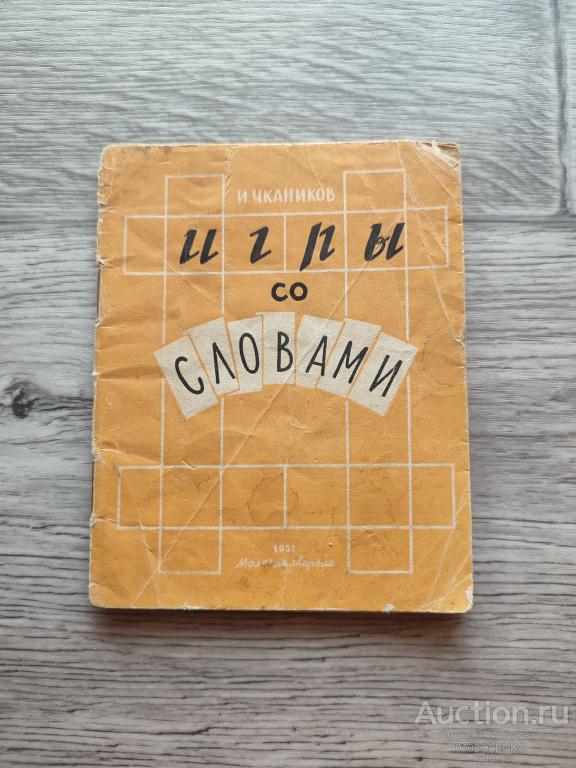 И. ЧКАНИКОВ
игры
СО
СЛОВАМИ
Молодая гвардия
Auction.ru